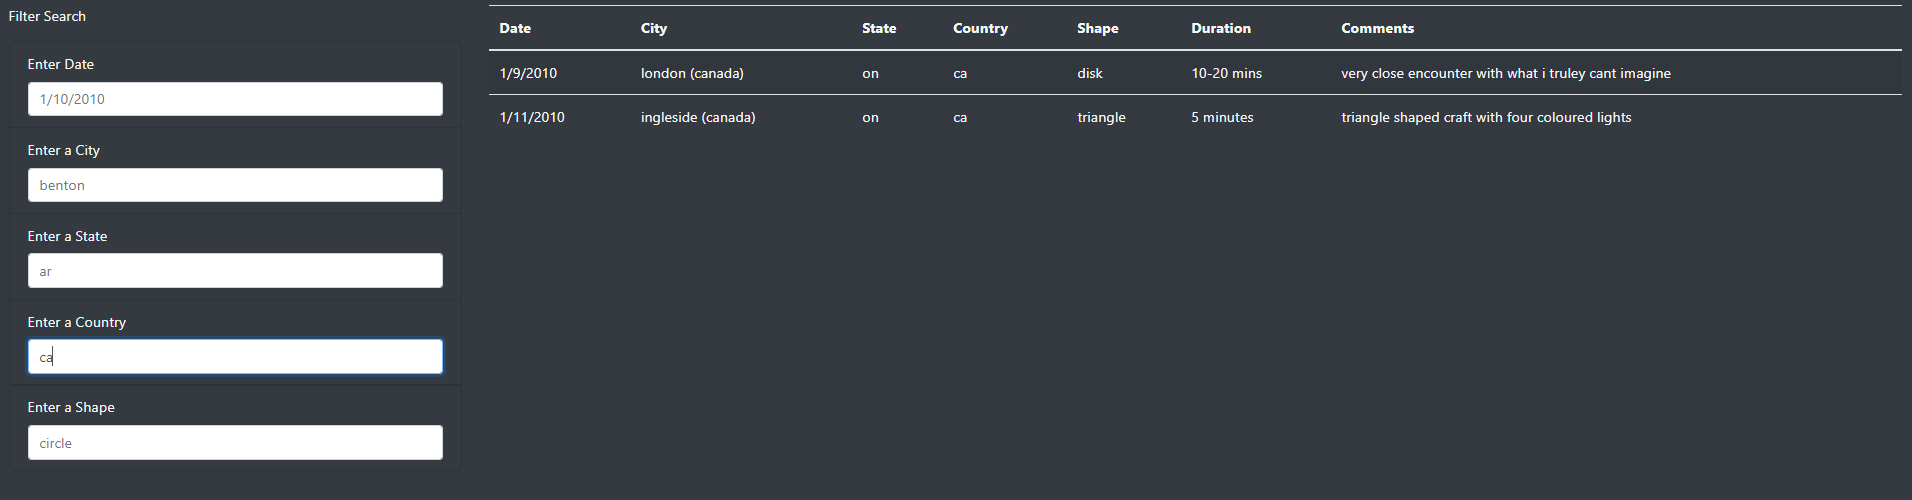 Filter Search
Enter Date
1/10/2010
Enter a City
benton
Enter a State
ar
Enter a Country
ca
Enter a Shape
circle
Date City State Country Shape Duration Comments
1/9/2010 london (canada) on ca disk 10-20 mins very close encounter with what i truley cant imagine
1/11/2010 ingleside (canada) on ca triangle 5 minutes triangle shaped craft with four coloured lights